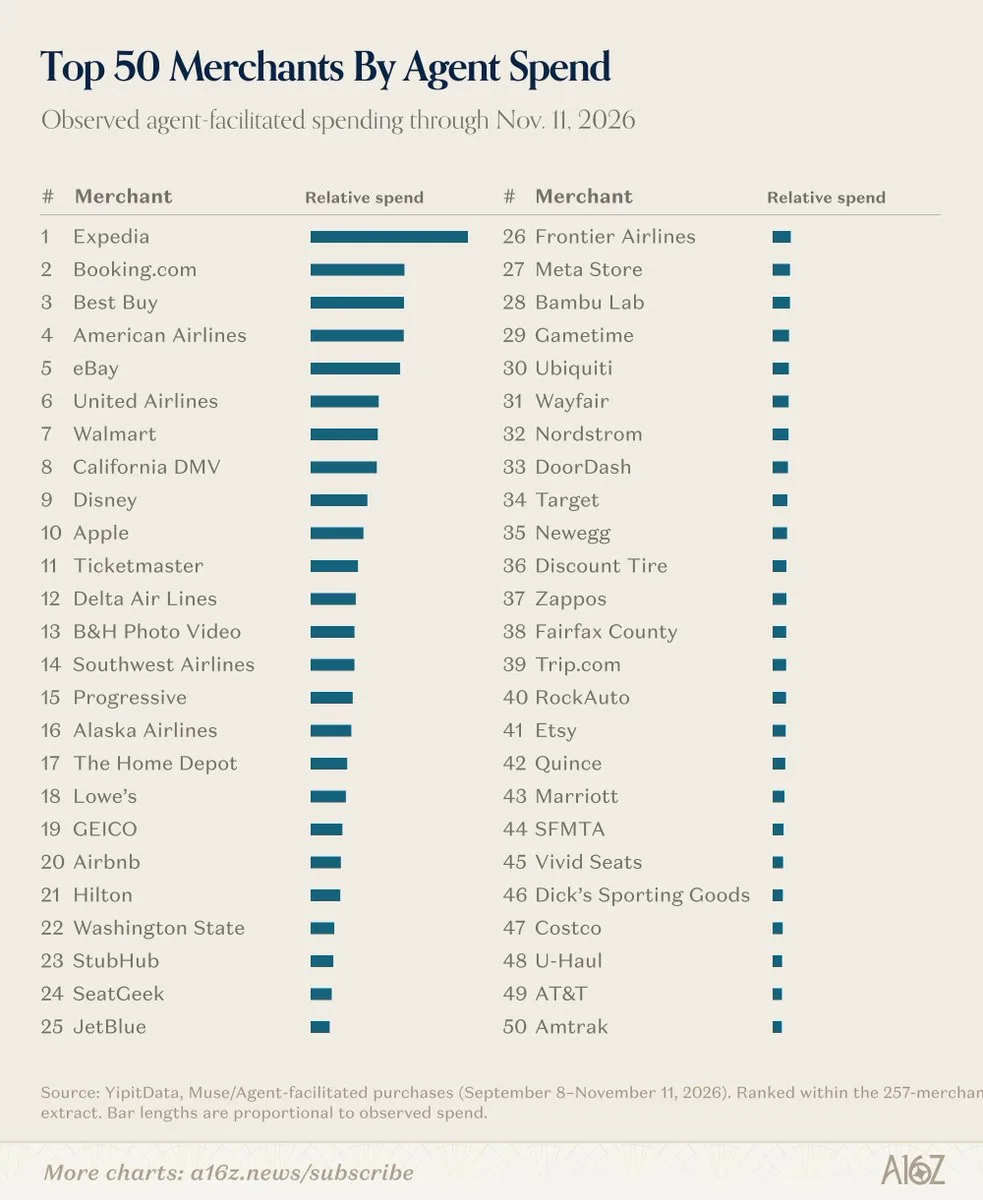 Top 50 Merchants By Agent Spend
Observed agent-facilitated spending through Nov. 11, 2026
# Merchant Relative spend # Merchant Relative spend
1 Expedia 26 Frontier Airlines
2 Booking.com 27 Meta Store
3 Best Buy 28 Bambu Lab
4 American Airlines 29 Gametime
5 eBay 30 Ubiquiti
6 United Airlines 31 Wayfair
7 Walmart 32 Nordstrom
8 California DMV 33 DoorDash
9 Disney 34 Target
10 Apple 35 Newegg
11 Ticketmaster 36 Discount Tire
12 Delta Air Lines 37 Zappos
13 B&H Photo Video 38 Fairfax County
14 Southwest Airlines 39 Trip.com
15 Progressive 40 RockAuto
16 Alaska Airlines 41 Etsy
17 The Home Depot 42 Quince
18 Lowe's 43 Marriott
19 GEICO 44 SFMTA
20 Airbnb 45 Vivid Seats
21 Hilton 46 Dick's Sporting Goods
22 Washington State 47 Costco
23 StubHub 48 U-Haul
24 SeatGeek 49 AT&T
25 JetBlue 50 Amtrak
Source: YipitData, Muse/Agent-facilitated purchases (September 8–November 11, 2026). Ranked within the 257-merchan
extract. Bar lengths are proportional to observed spend.
More charts: a16z.news/subscribe
A16Z